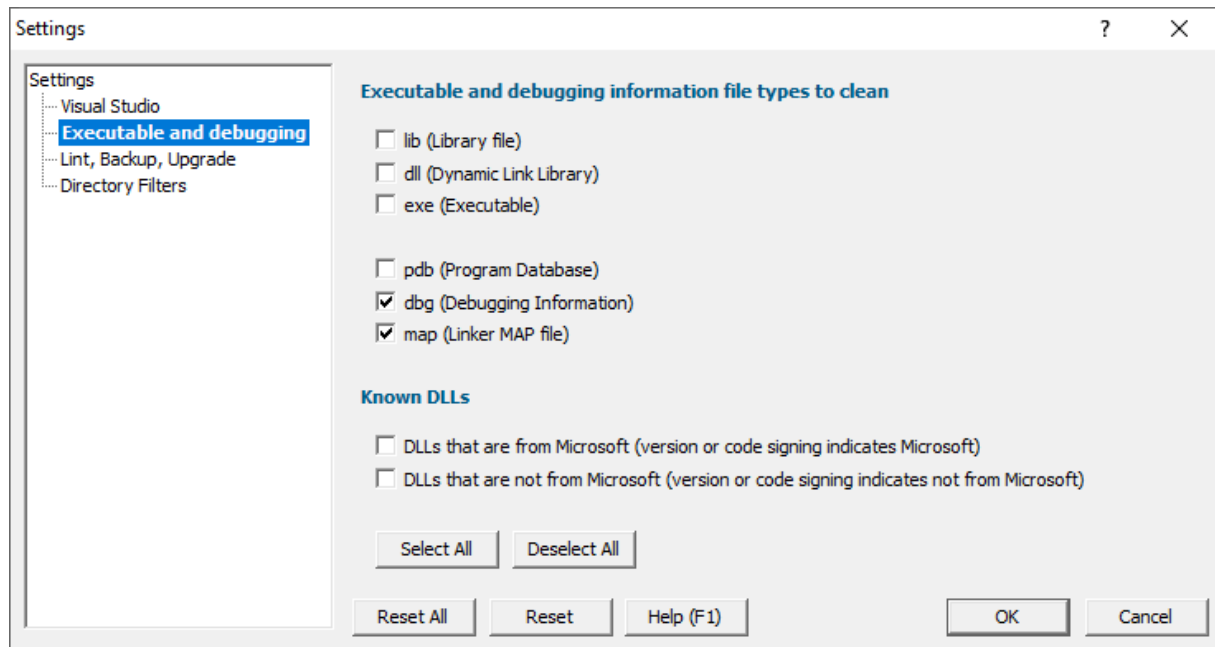 Settings
?
Settings
Visual Studio
Executable and debugging
Lint, Backup, Upgrade
Directory Filters
Executable and debugging information file types to clean
lib (Library file)
dll (Dynamic Link Library)
exe (Executable)
pdb (Program Database)
dbg (Debugging Information)
map (Linker MAP file)
Known DLLs
DLLs that are from Microsoft (version or code signing indicates Microsoft)
DLLs that are not from Microsoft (version or code signing indicates not from Microsoft)
Select All Deselect All
Reset All Reset Help (F1) OK Cancel